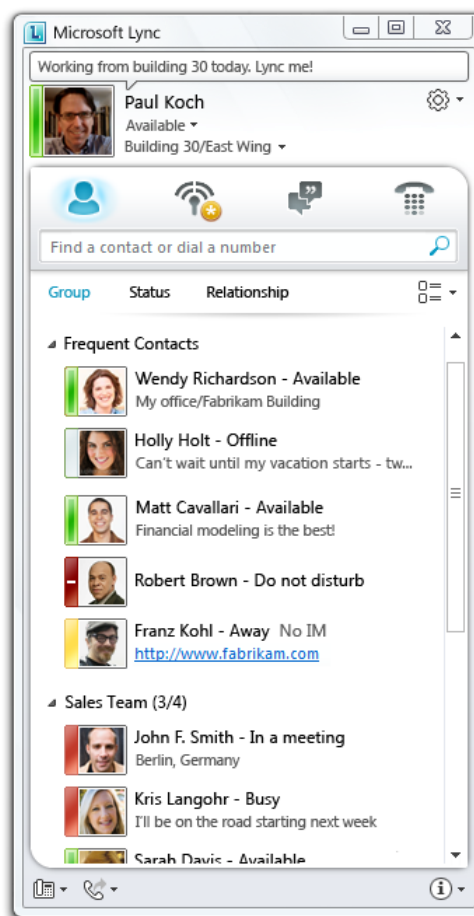 Microsoft Lync
Working from building 30 today. Lync me!
Paul Koch
Available
Building 30/East Wing
Find a contact or dial a number
Group Status Relationship
Frequent Contacts
Wendy Richardson - Available
My office/Fabrikam Building
Holly Holt - Offline
Can't wait until my vacation starts - tw...
Matt Cavallari - Available
Financial modeling is the best!
Robert Brown - Do not disturb
Franz Kohl - Away No IM
http://www.fabrikam.com
Sales Team (3/4)
John F. Smith - In a meeting
Berlin, Germany
Kris Langohr - Busy
I'll be on the road starting next week
Sarah Davis - Available